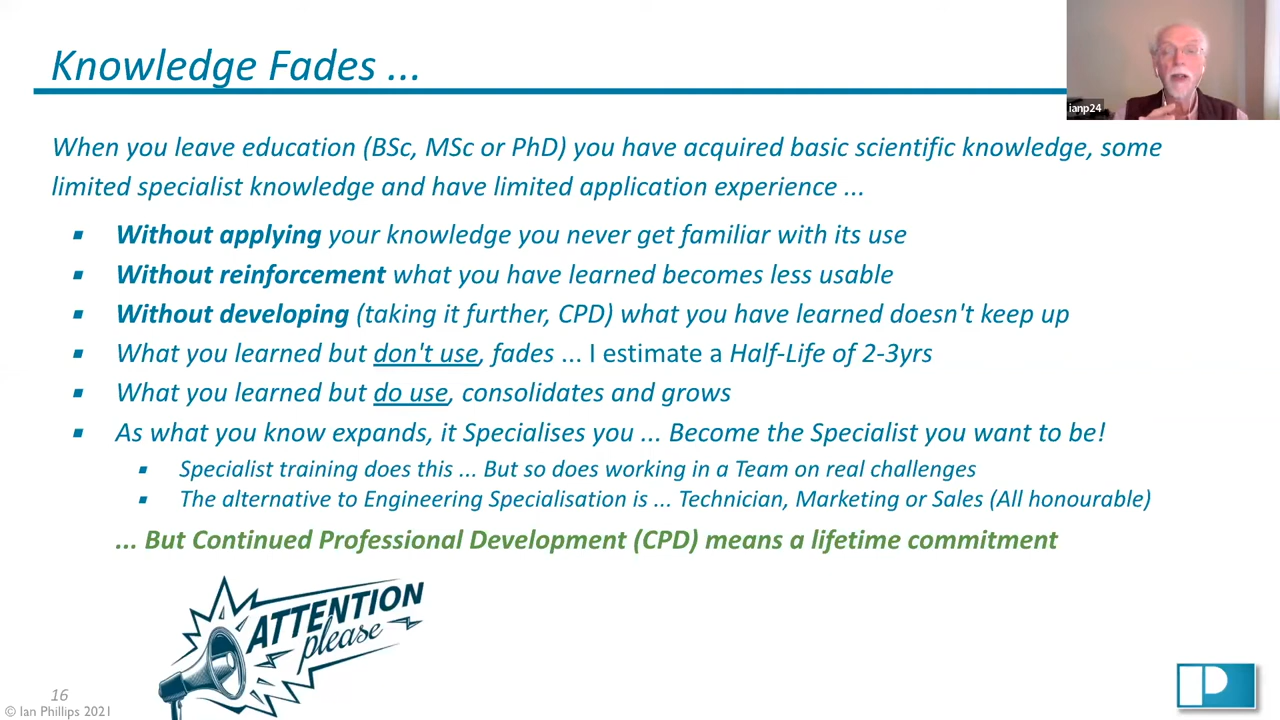 Knowledge Fades ...
ianp24
When you leave education (BSc, MSc or PhD) you have acquired basic scientific knowledge, some
limited specialist knowledge and have limited application experience ...
▪ Without applying your knowledge you never get familiar with its use
▪ Without reinforcement what you have learned becomes less usable
▪ Without developing (taking it further, CPD) what you have learned doesn't keep up
▪ What you learned but don't use, fades ... I estimate a Half-Life of 2-3yrs
▪ What you learned but do use, consolidates and grows
▪ As what you know expands, it Specialises you ... Become the Specialist you want to be!
▪ Specialist training does this ... But so does working in a Team on real challenges
▪ The alternative to Engineering Specialisation is ... Technician, Marketing or Sales (All honourable)
... But Continued Professional Development (CPD) means a lifetime commitment
ATTENTION
please
16
© Ian Phillips 2021
P